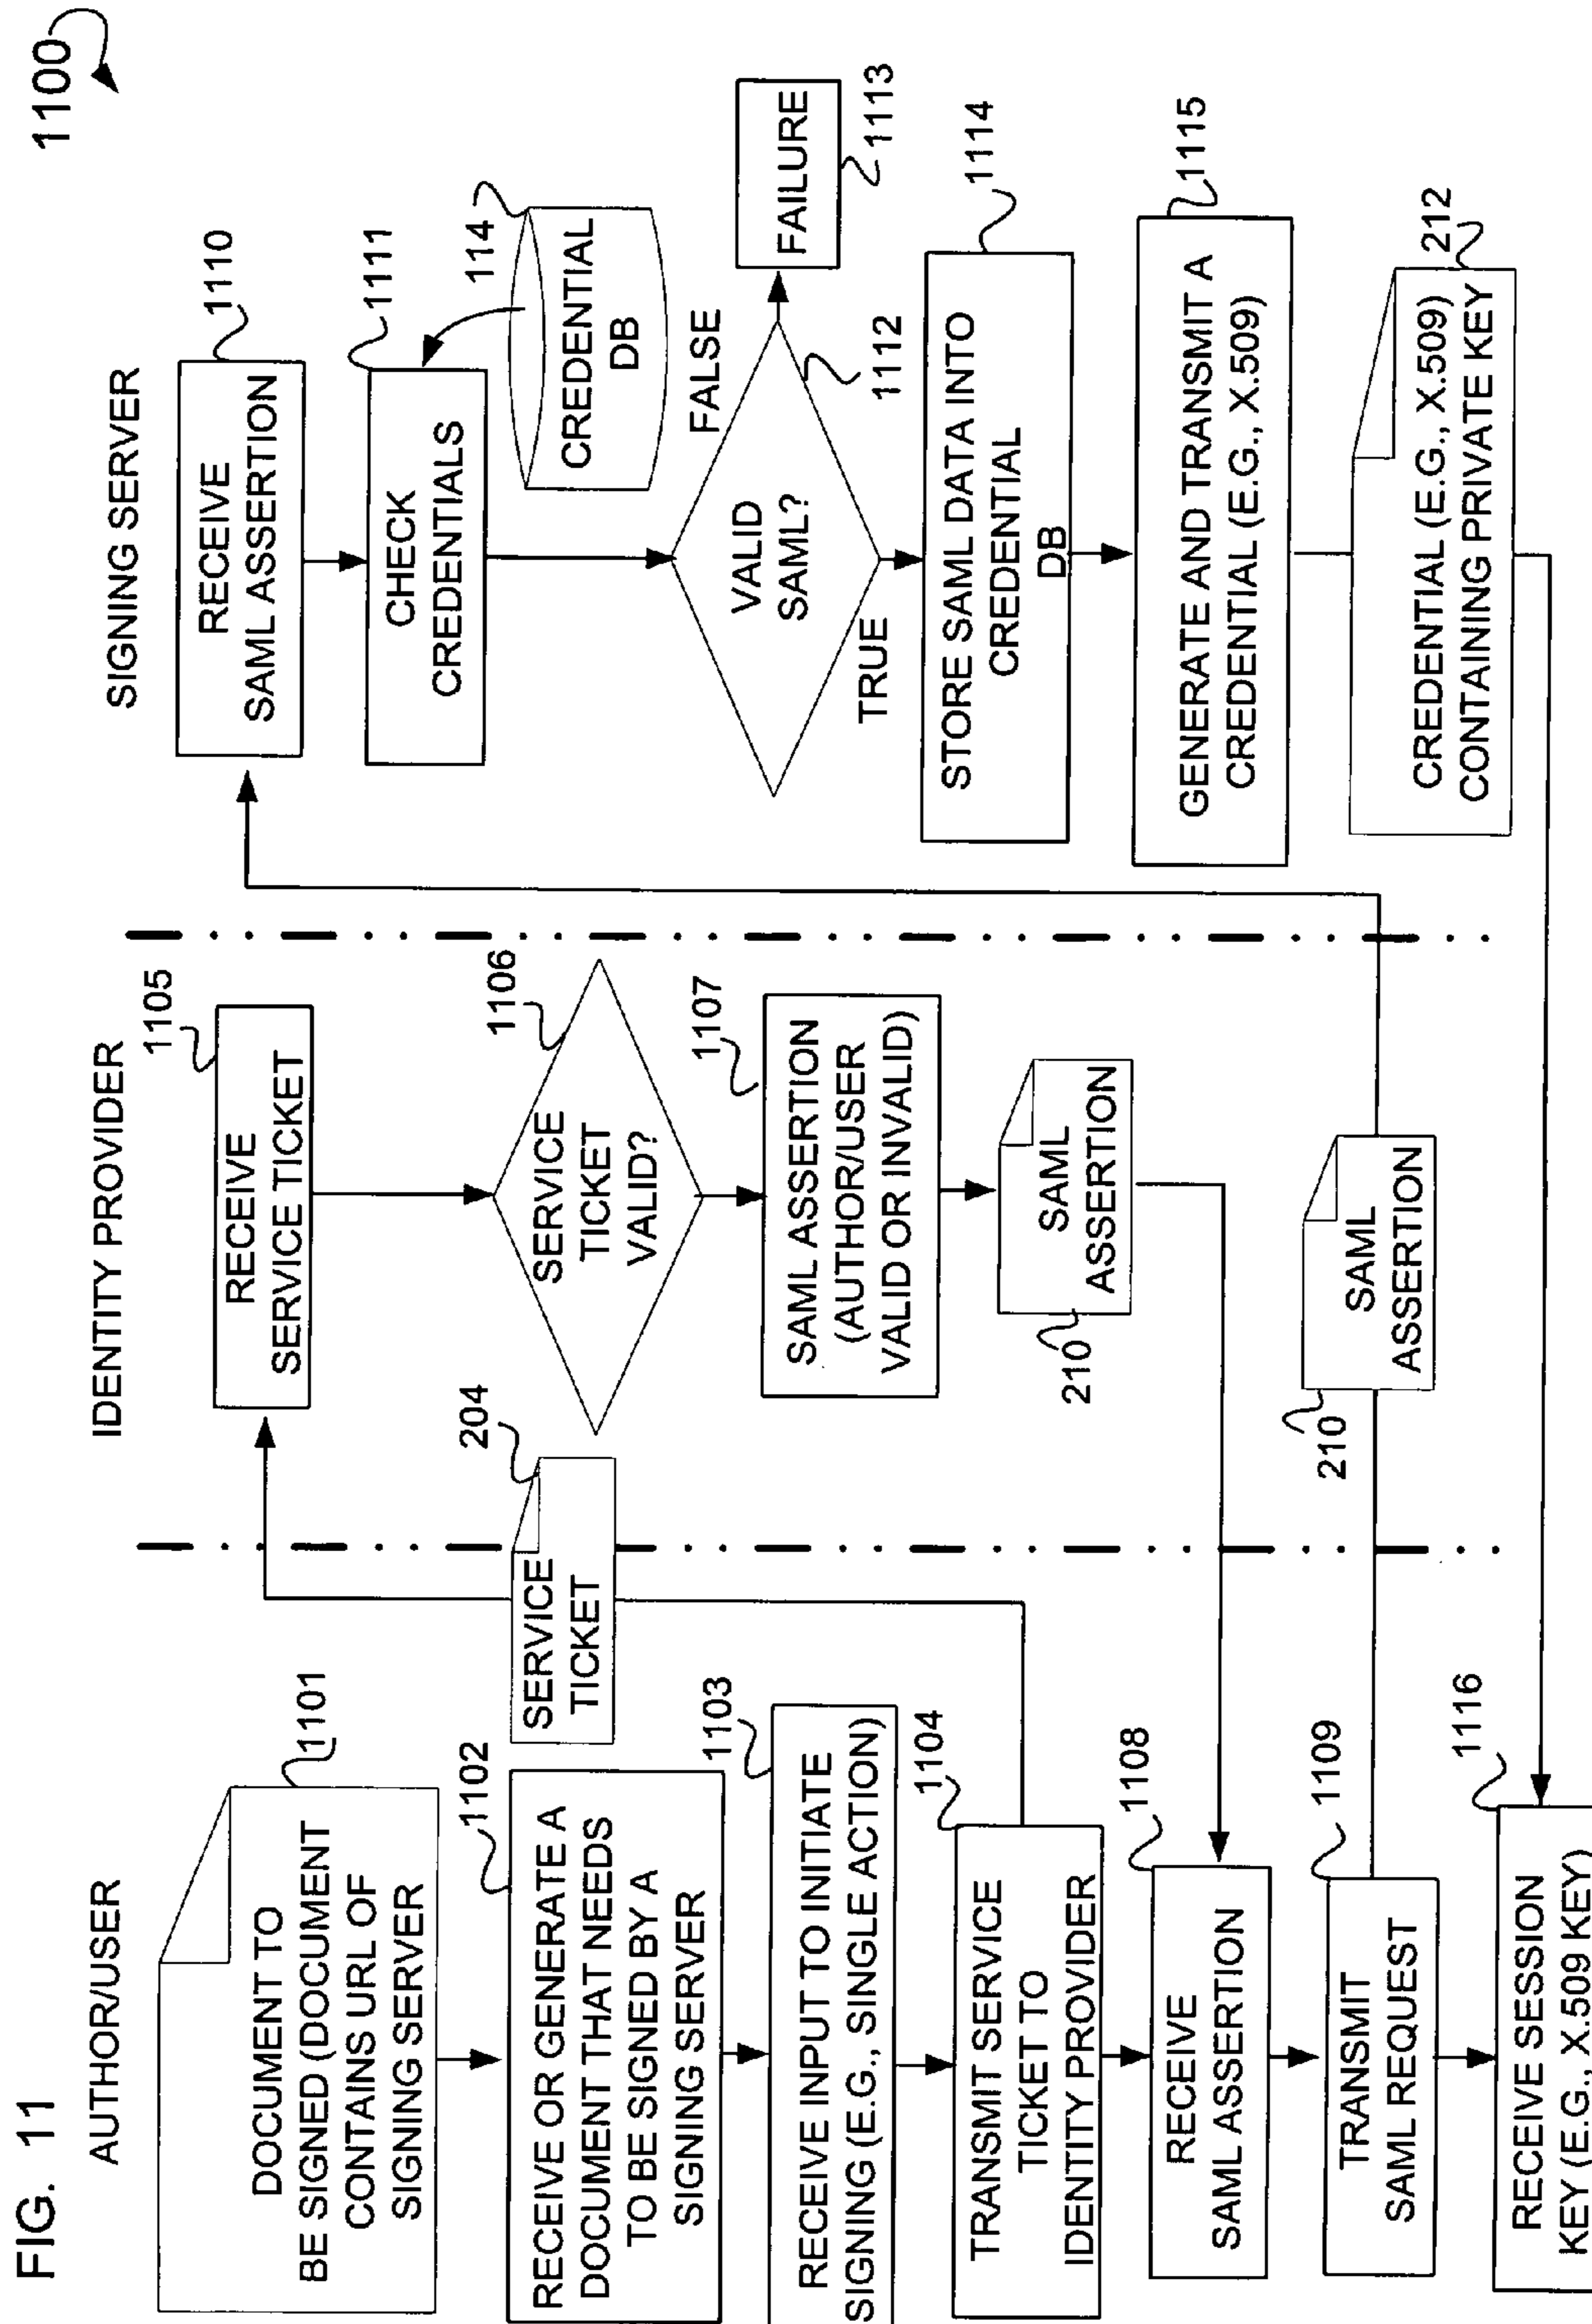 FIG. 11
1100
AUTHOR/USER
DOCUMENT TO
BE SIGNED (DOCUMENT
CONTAINS URL OF
SIGNING SERVER
1101
RECEIVE OR GENERATE A
DOCUMENT THAT NEEDS
TO BE SIGNED BY A
SIGNING SERVER
1102
RECEIVE INPUT TO INITIATE
SIGNING (E.G., SINGLE ACTION)
1103
TRANSMIT SERVICE
TICKET TO
IDENTITY PROVIDER
1104
SERVICE
TICKET
204
RECEIVE
SAML ASSERTION
1108
TRANSMIT
SAML REQUEST
1109
RECEIVE SESSION
KEY (E.G., X.509 KEY)
1116
IDENTITY PROVIDER
RECEIVE
SERVICE TICKET
1105
SERVICE
TICKET
VALID?
1106
SAML ASSERTION
(AUTHOR/USER
VALID OR INVALID)
1107
SAML
ASSERTION
210
SAML
ASSERTION
210
SIGNING SERVER
RECEIVE
SAML ASSERTION
1110
CHECK
CREDENTIALS
1111
CREDENTIAL
DB
114
VALID
SAML?
1112
FALSE
TRUE
FAILURE
1113
STORE SAML DATA INTO
CREDENTIAL
DB
1114
GENERATE AND TRANSMIT A
CREDENTIAL (E.G., X.509)
1115
CREDENTIAL (E.G., X.509)
CONTAINING PRIVATE KEY
212